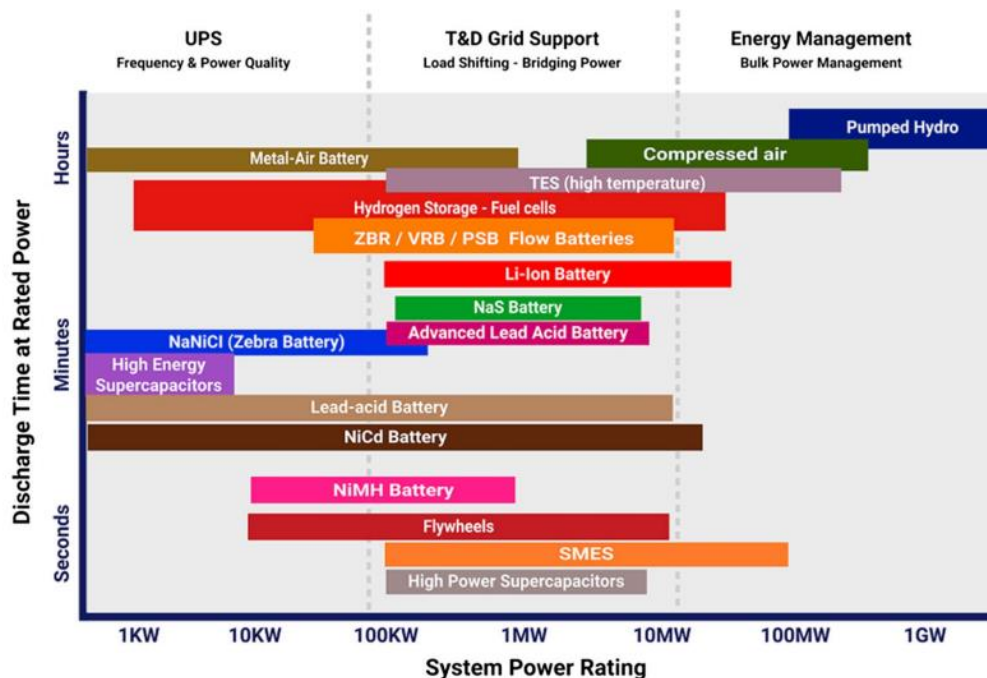 UPS
Frequency & Power Quality
T&D Grid Support
Load Shifting - Bridging Power
Energy Management
Bulk Power Management
Discharge Time at Rated Power
Hours
Minutes
Seconds
Pumped Hydro
Compressed air
Metal-Air Battery
TES (high temperature)
Hydrogen Storage - Fuel cells
ZBR / VRB / PSB Flow Batteries
Li-Ion Battery
NaS Battery
Advanced Lead Acid Battery
NaNiCl (Zebra Battery)
High Energy
Supercapacitors
Lead-acid Battery
NiCd Battery
NiMH Battery
Flywheels
SMES
High Power Supercapacitors
1KW 10KW 100KW 1MW 10MW 100MW 1GW
System Power Rating